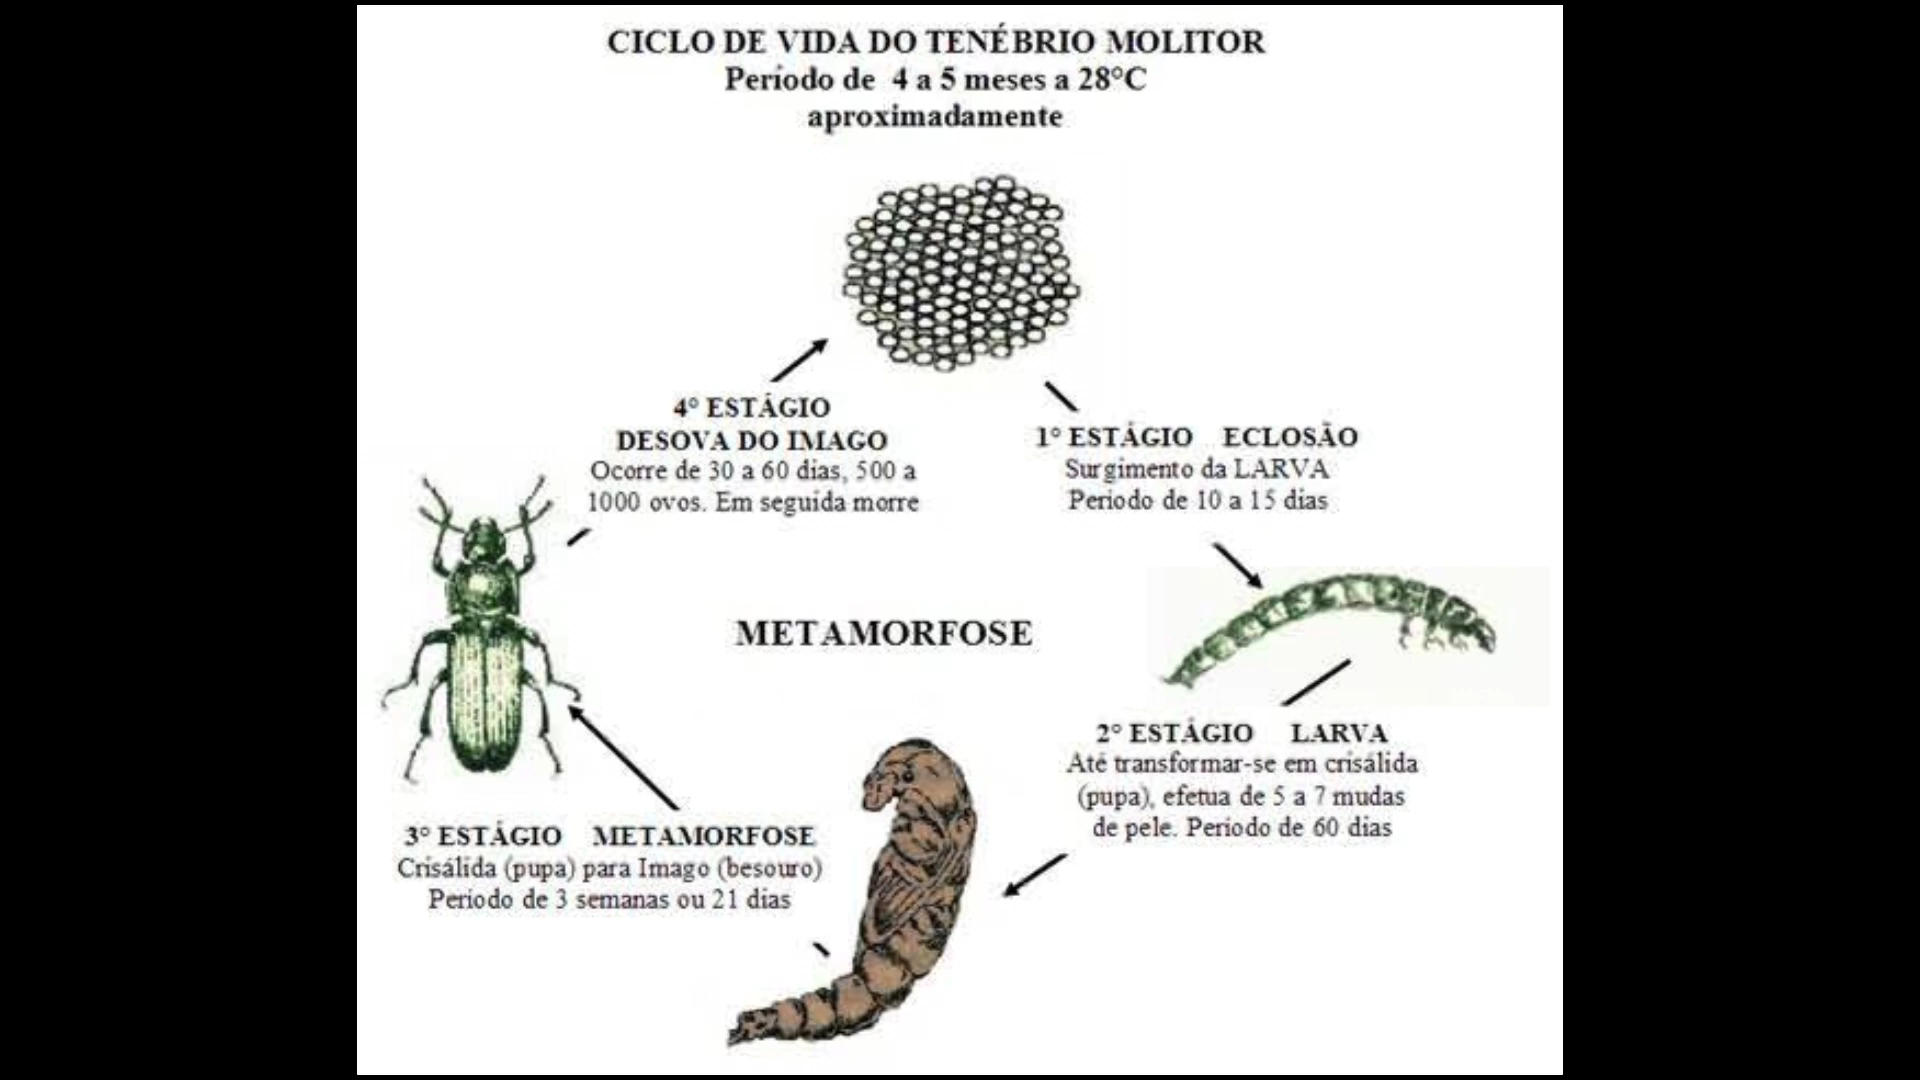 CICLO DE VIDA DO TENÉBRIO MOLITOR
Período de 4 a 5 meses a 28°C
aproximadamente
4° ESTÁGIO
DESOVA DO IMAGO
Ocorre de 30 a 60 dias, 500 a
1000 ovos. Em seguida morre
1° ESTÁGIO ECLOSÃO
Surgimento da LARVA
Período de 10 a 15 dias
METAMORFOSE
2° ESTÁGIO LARVA
Até transformar-se em crisálida
(pupa), efetua de 5 a 7 mudas
de pele. Período de 60 dias
3° ESTÁGIO METAMORFOSE
Crisálida (pupa) para Imago (besouro)
Período de 3 semanas ou 21 dias